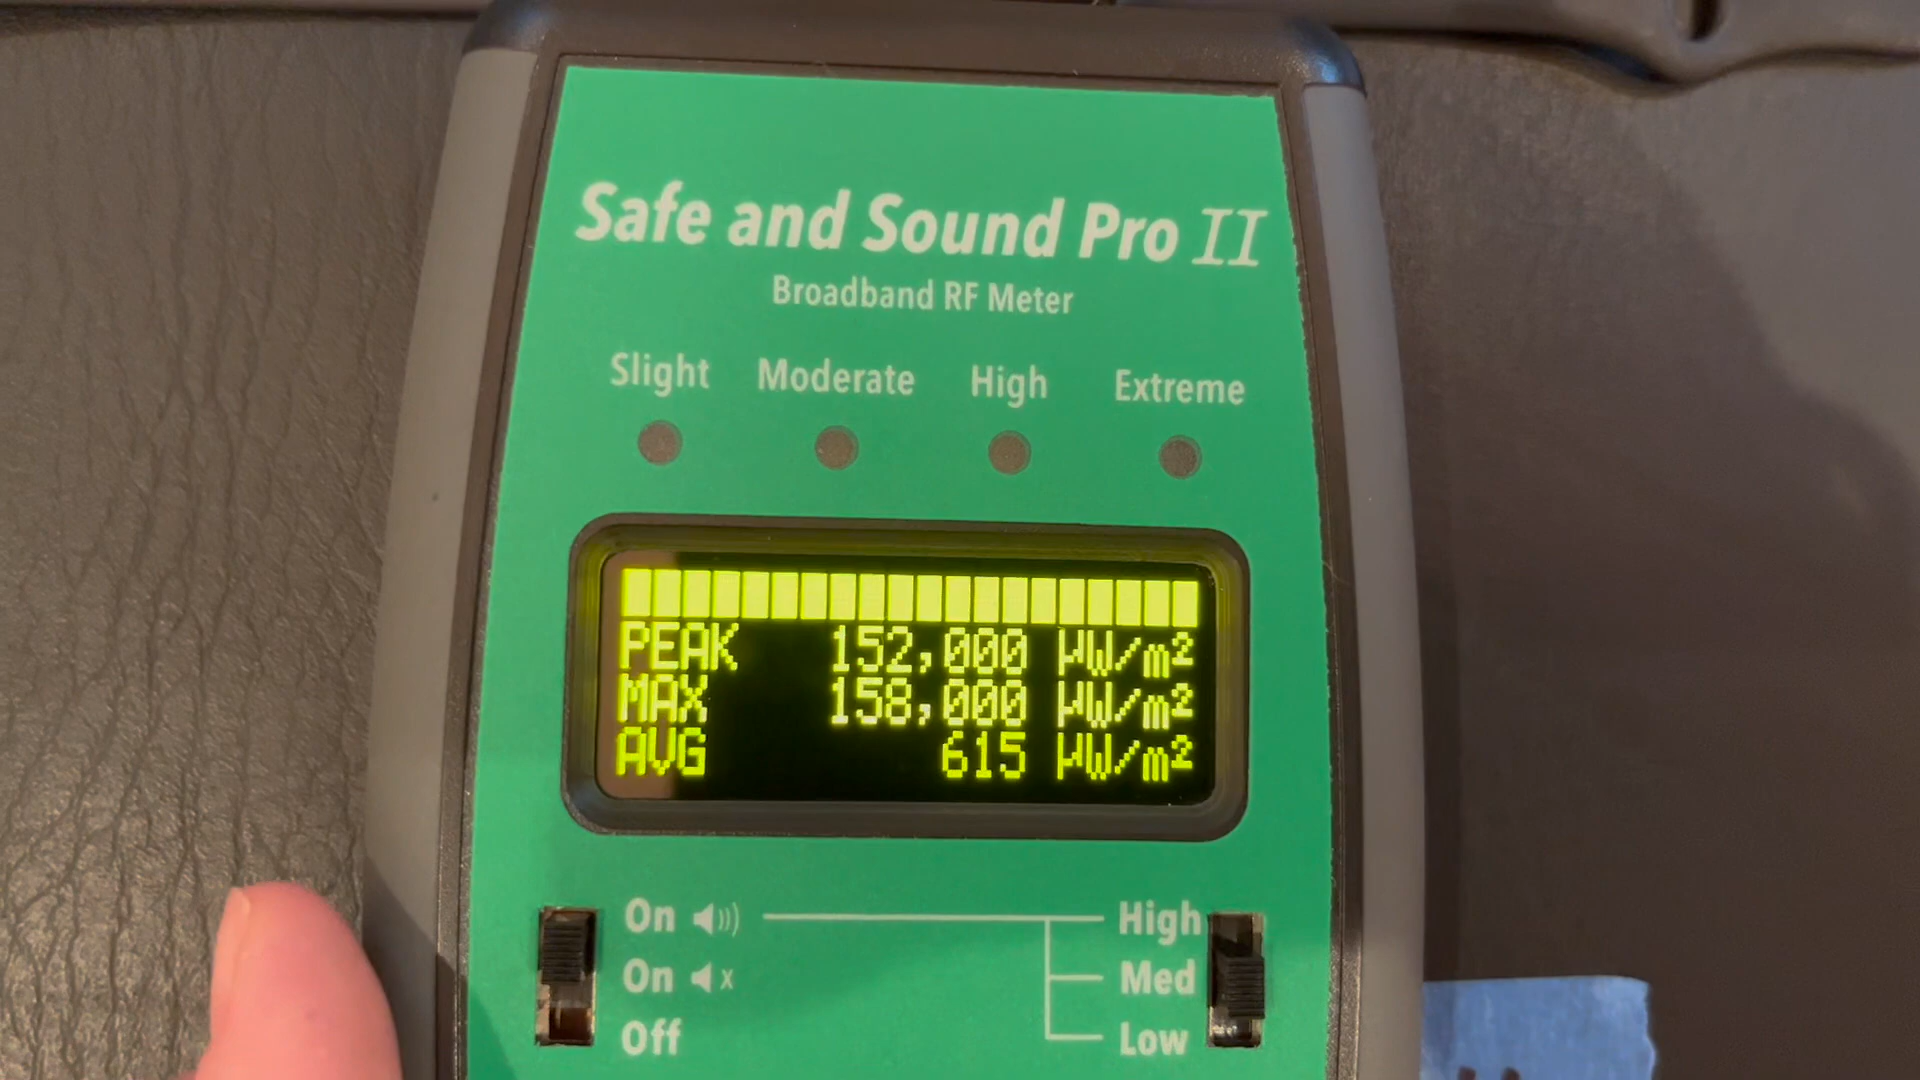 Safe and Sound Pro II
Broadband RF Meter
Slight Moderate High Extreme
PEAK 152,000 µW/m²
MAX 158,000 µW/m²
AVG 615 µW/m²
On High
On x Med
Off Low